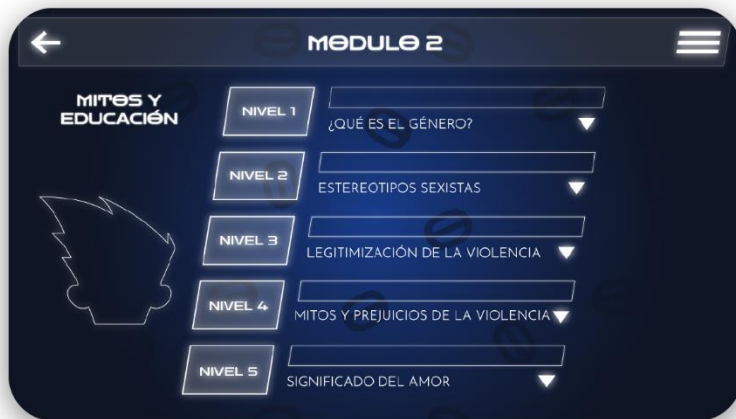 MODULO 2
MITOS Y
EDUCACIÓN
NIVEL 1
¿QUÉ ES EL GÉNERO?
NIVEL 2
ESTEREOTIPOS SEXISTAS
NIVEL 3
LEGITIMIZACIÓN DE LA VIOLENCIA
NIVEL 4
MITOS Y PREJUICIOS DE LA VIOLENCIA
NIVEL 5
SIGNIFICADO DEL AMOR